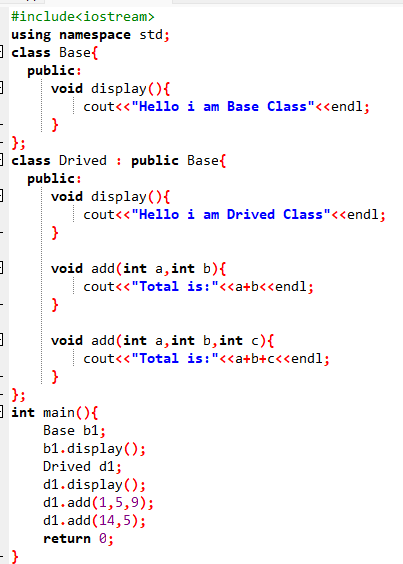 #include<iostream>
using namespace std;
class Base{
  public:
     void display(){
         cout<<"Hello i am Base Class"<<endl;
     }
};
class Drived : public Base{
  public:
     void display(){
         cout<<"Hello i am Drived Class"<<endl;
     }

     void add(int a,int b){
         cout<<"Total is:"<<a+b<<endl;
     }

     void add(int a,int b,int c){
         cout<<"Total is:"<<a+b+c<<endl;
     }
};
int main(){
    Base b1;
    b1.display();
    Drived d1;
    d1.display();
    d1.add(1,5,9);
    d1.add(14,5);
    return 0;
}